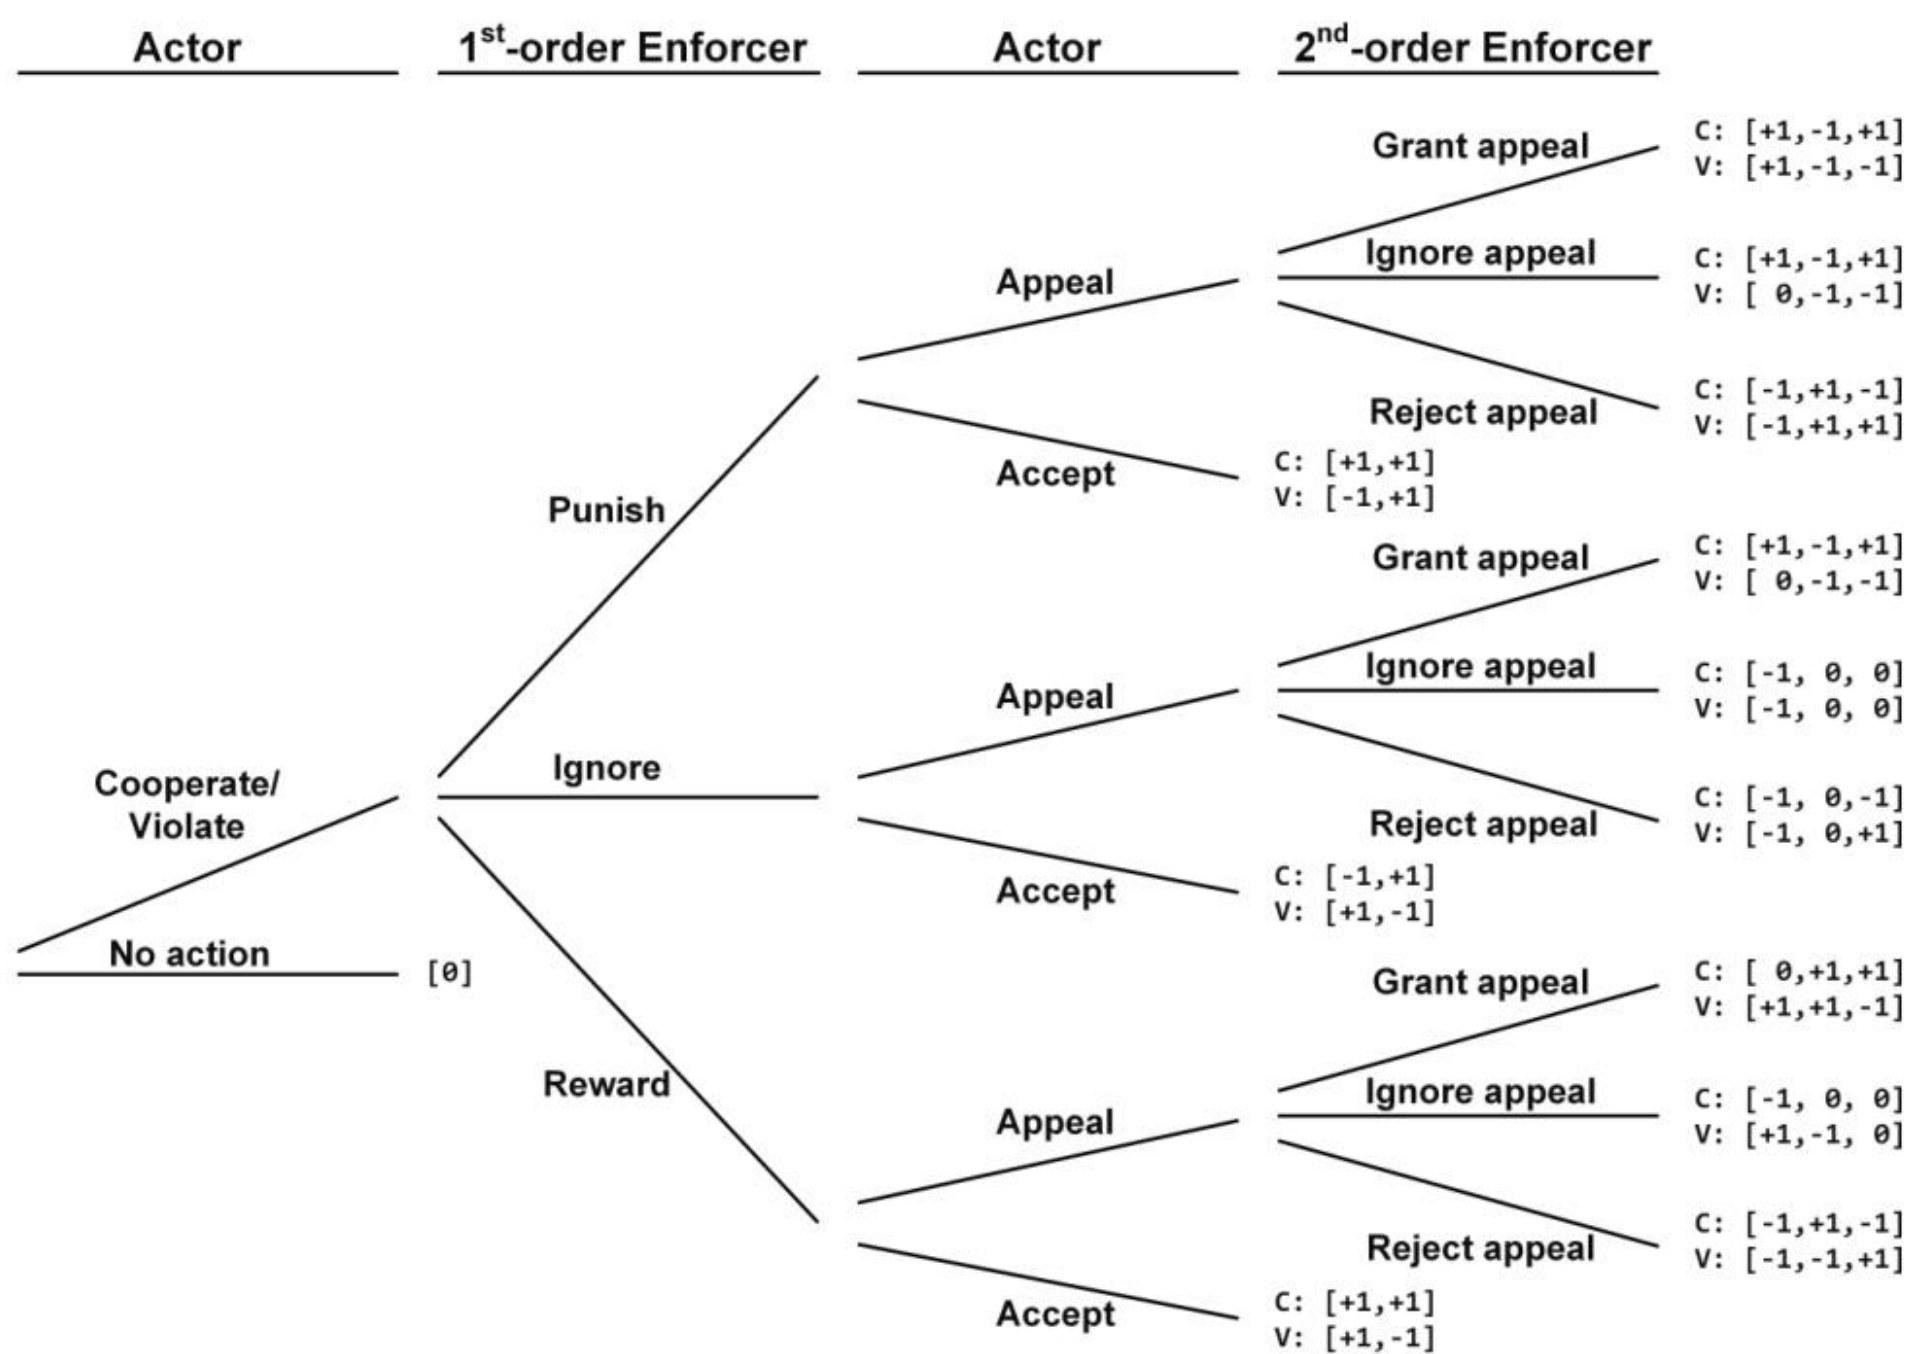 Actor
1st-order Enforcer
Actor
2nd-order Enforcer
Grant appeal
C: [+1,-1,+1]
V: [+1,-1,-1]
Ignore appeal
C: [+1,-1,+1]
V: [ 0,-1,-1]
Appeal
Reject appeal
C: [-1,+1,-1]
V: [-1,+1,+1]
Accept
C: [+1,+1]
V: [-1,+1]
Punish
Grant appeal
C: [+1,-1,+1]
V: [ 0,-1,-1]
Ignore appeal
C: [-1, 0, 0]
V: [-1, 0, 0]
Appeal
Ignore
Cooperate/
Violate
Reject appeal
C: [-1, 0,-1]
V: [-1, 0,+1]
Accept
C: [-1,+1]
V: [+1,-1]
No action
[0]
Grant appeal
C: [ 0,+1,+1]
V: [+1,+1,-1]
Reward
Ignore appeal
C: [-1, 0, 0]
V: [+1,-1, 0]
Appeal
Reject appeal
C: [-1,+1,-1]
V: [-1,-1,+1]
Accept
C: [+1,+1]
V: [+1,-1]